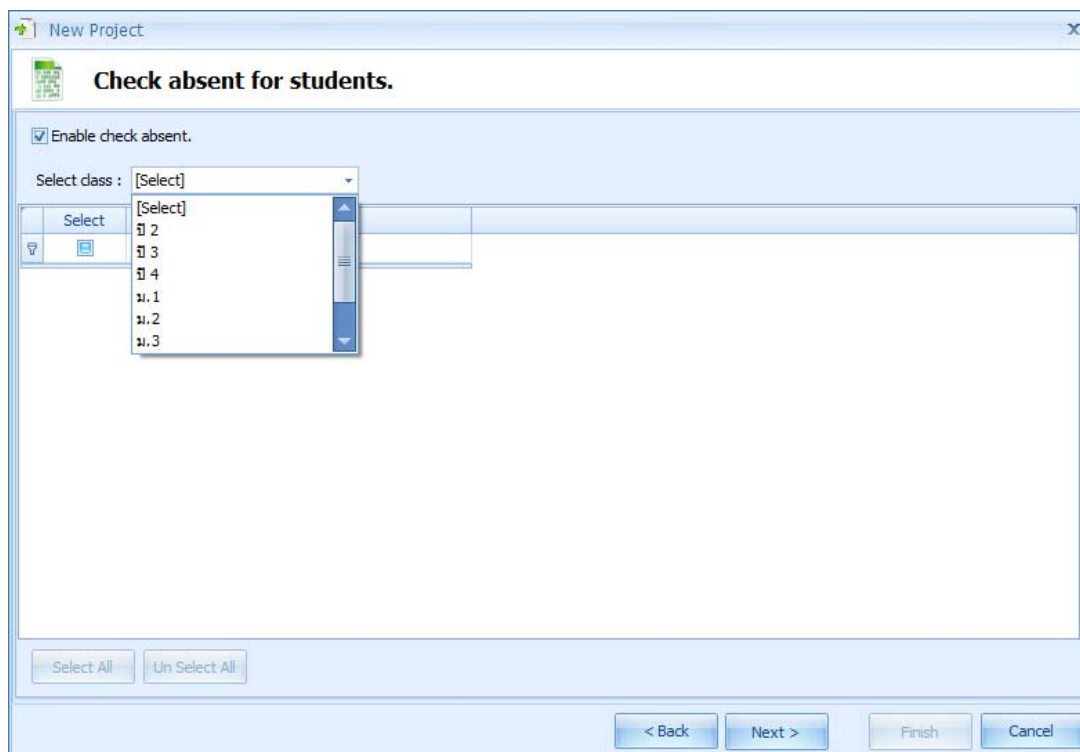 New Project
Check absent for students.
Enable check absent.
Select class : [Select]
[Select]
ปี 2
ปี 3
ปี 4
ม.1
ม.2
ม.3
Select
Select All Un Select All
< Back Next > Finish Cancel